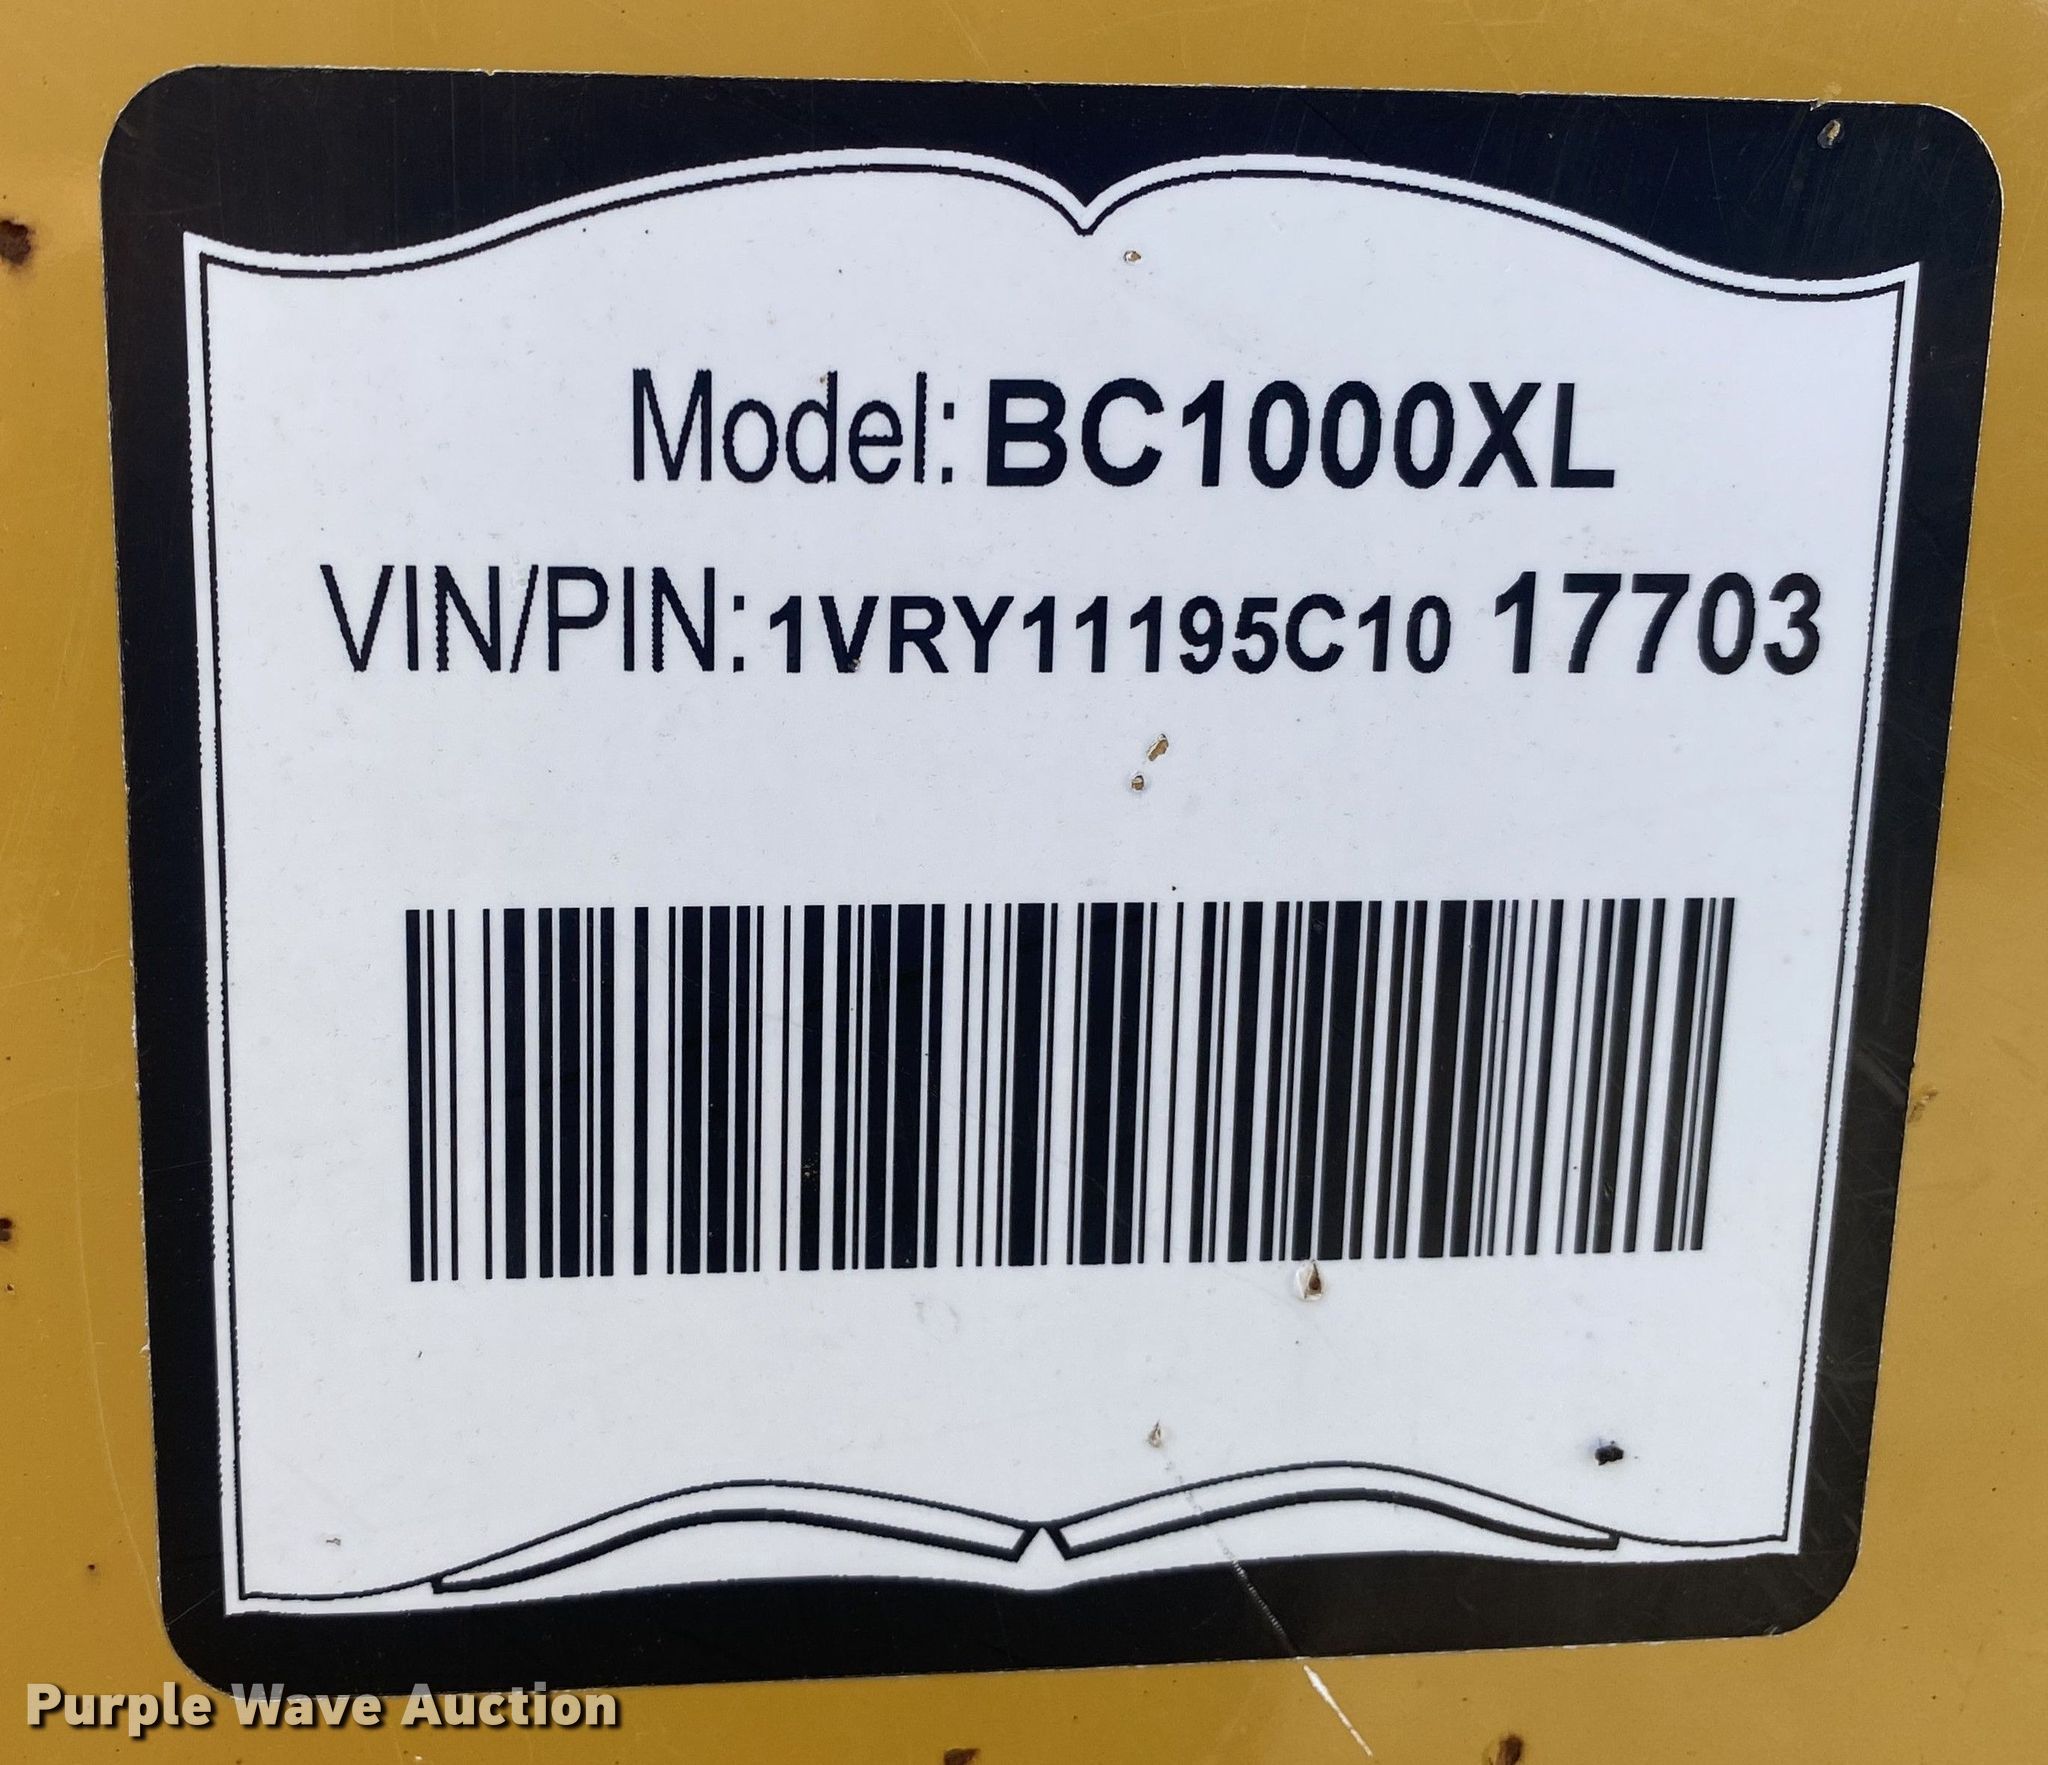 Model: BC1000XL
VIN/PIN: 1VRY11195C10 17703
Purple Wave Auction